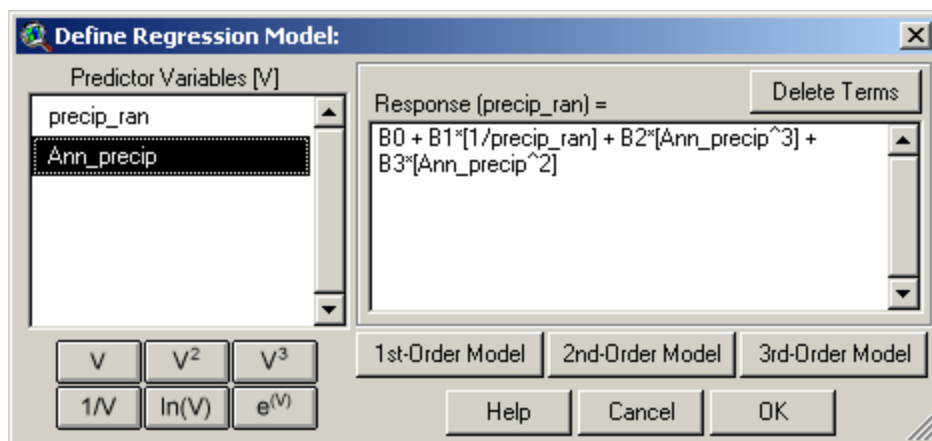 Define Regression Model:
Predictor Variables [V]
precip_ran
Ann_precip
Response (precip_ran) =
Delete Terms
B0 + B1*[1/precip_ran] + B2*[Ann_precip^3] +
B3*[Ann_precip^2]
V V² V³
1/V ln(V) e⁽ⱽ⁾
1st-Order Model 2nd-Order Model 3rd-Order Model
Help Cancel OK